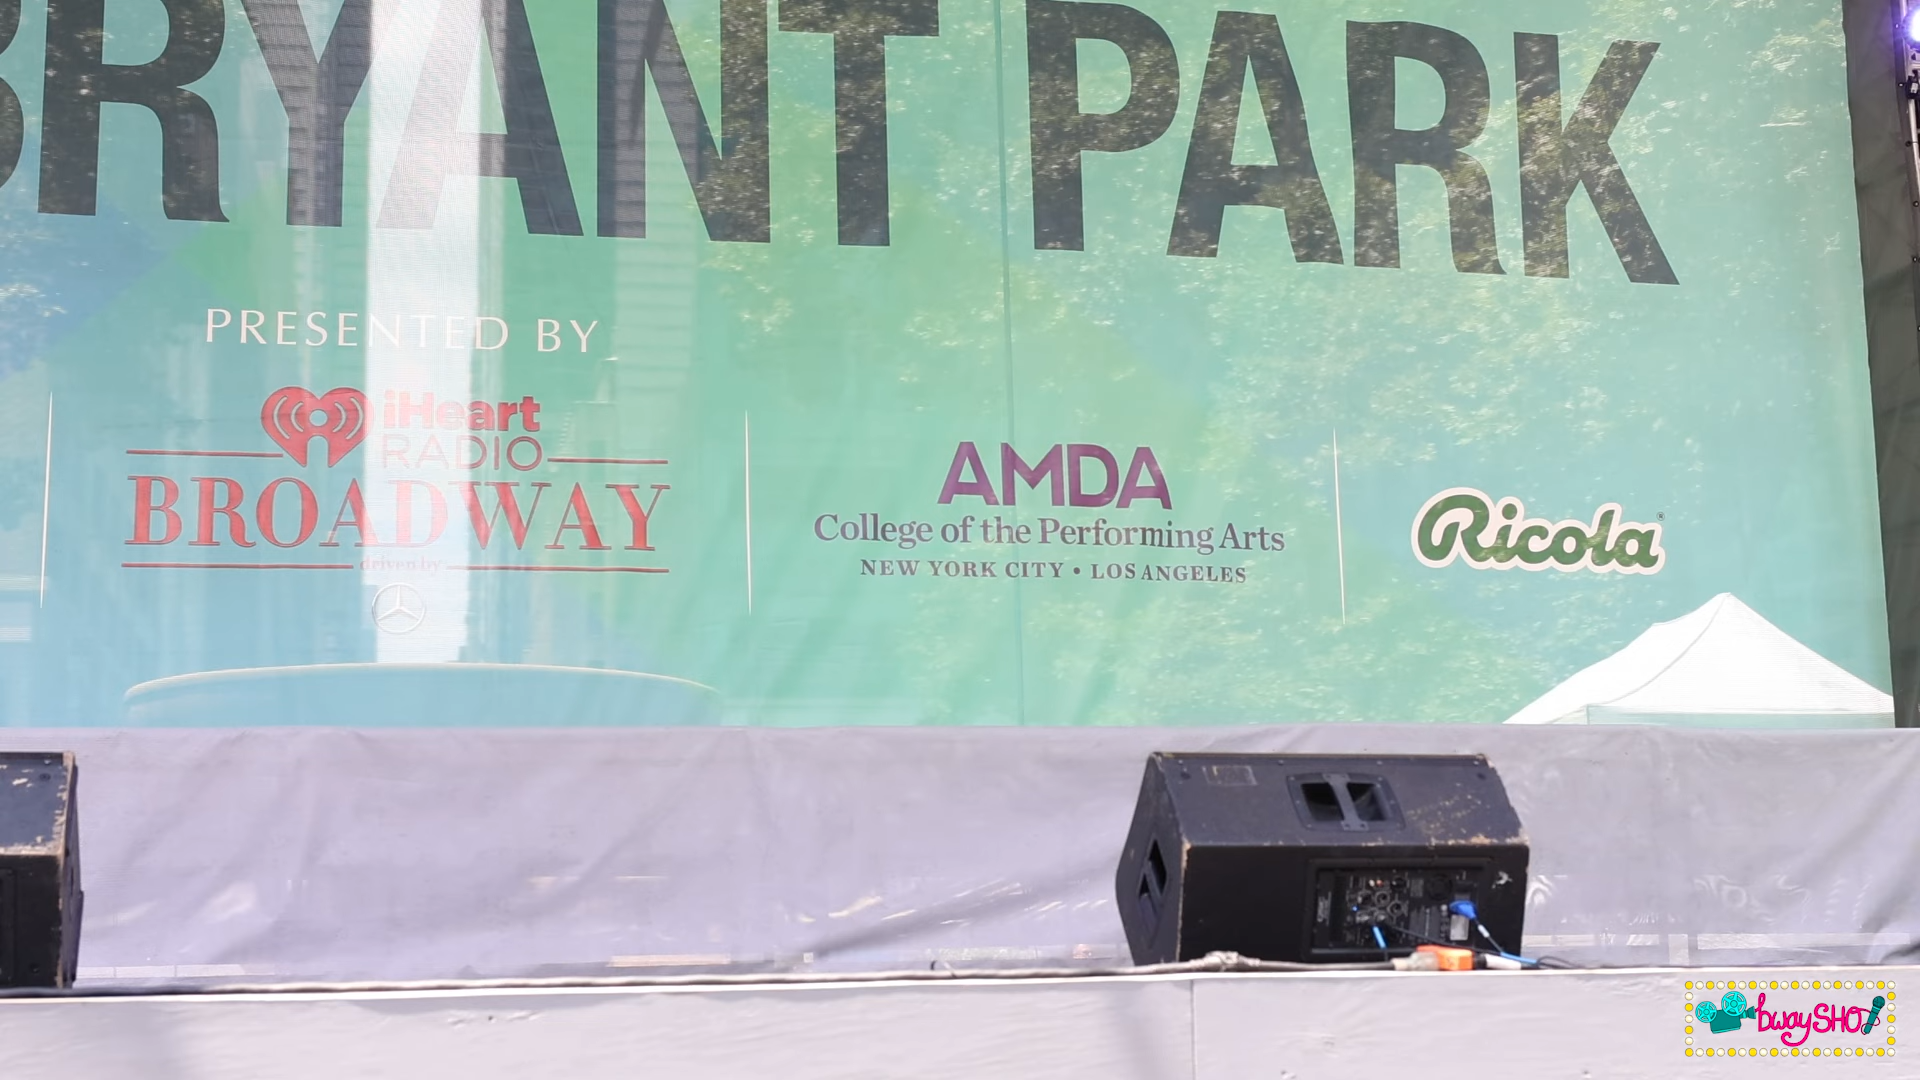 BRYANT PARK
PRESENTED BY
iHeart
RADIO
BROADWAY
driven by
AMDA
College of the Performing Arts
NEW YORK CITY • LOS ANGELES
Ricola®
bwaySHO